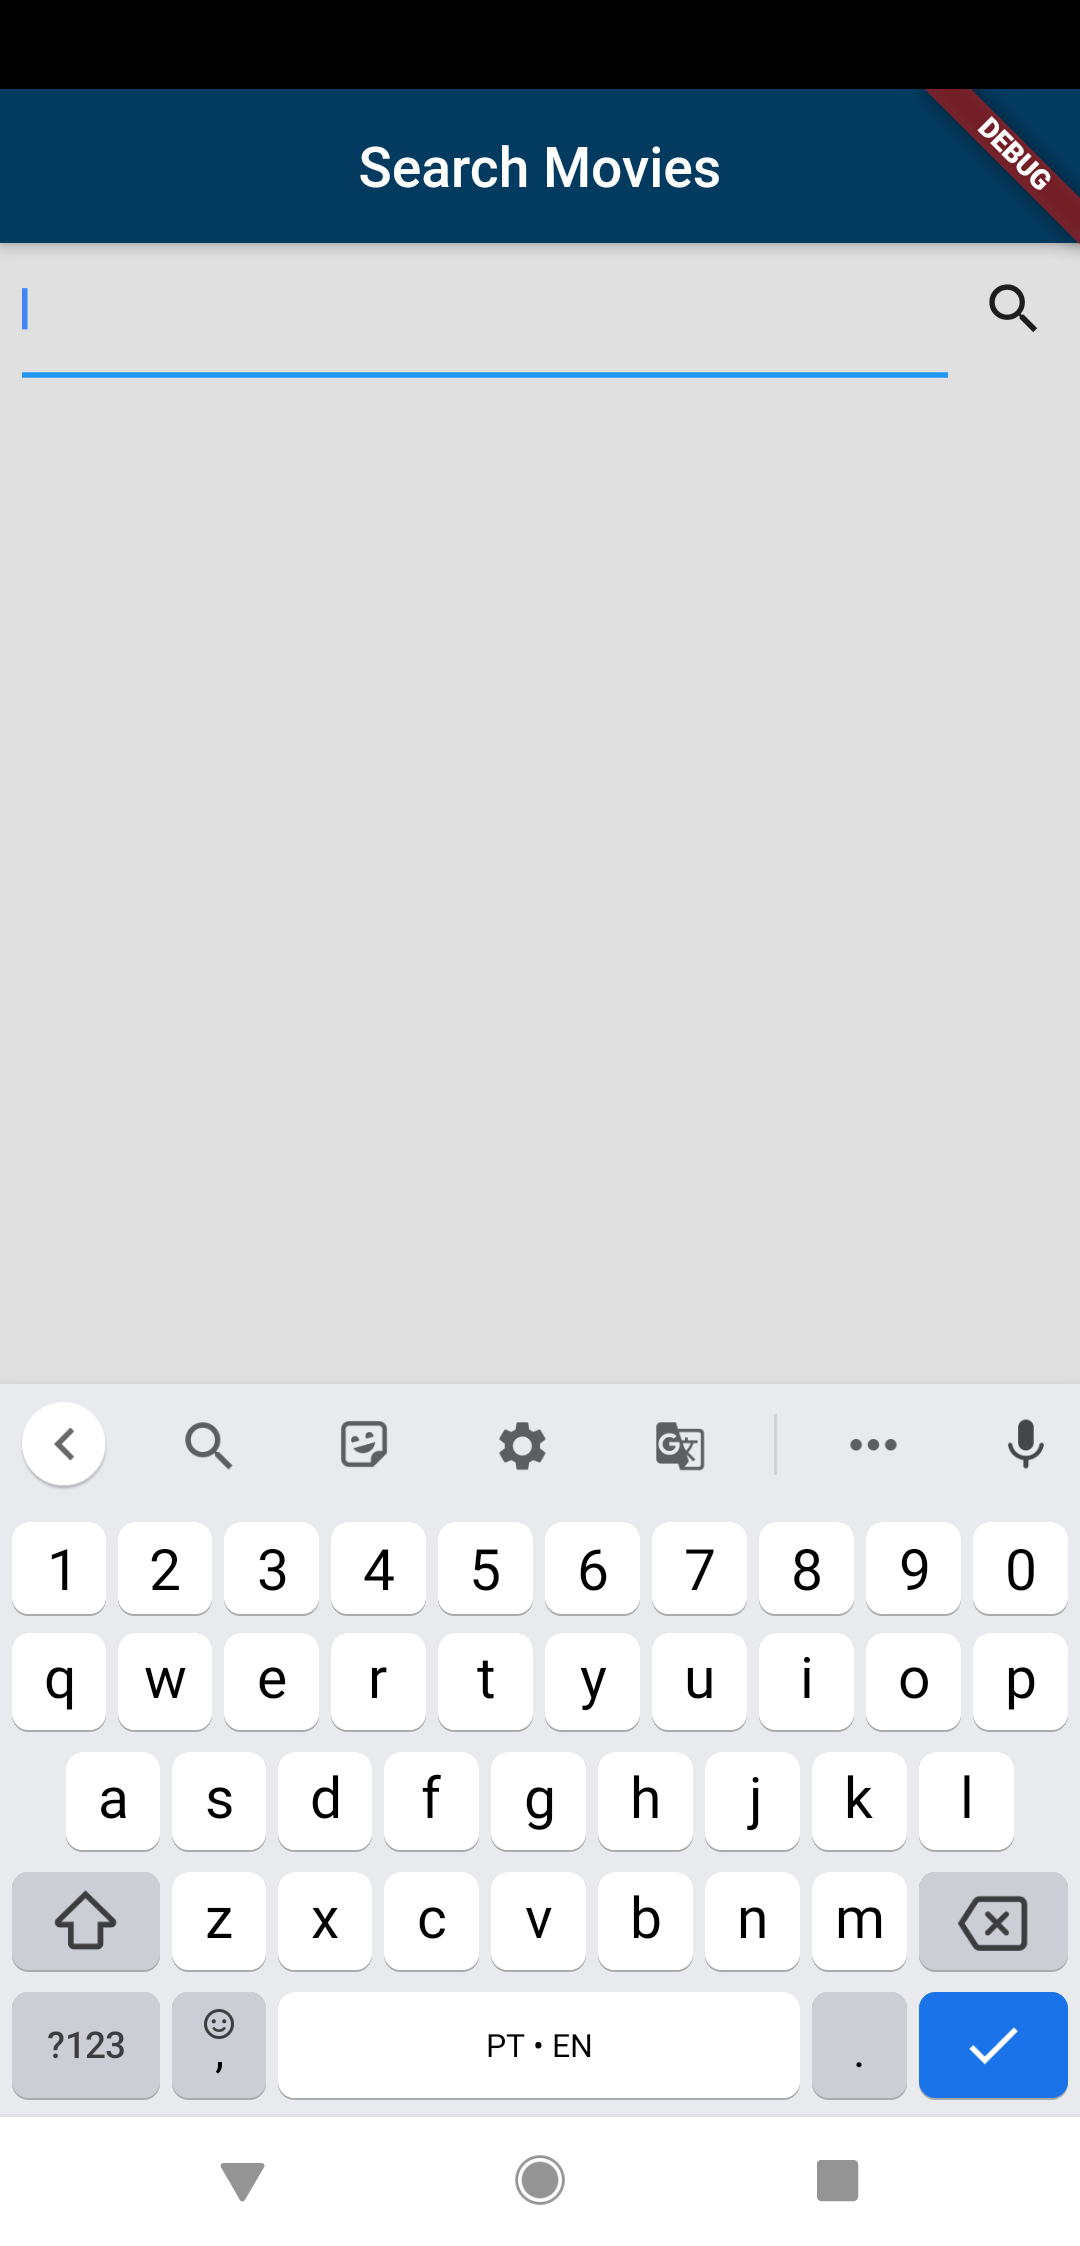 Search Movies
DEBUG
1 2 3 4 5 6 7 8 9 0
q w e r t y u i o p
a s d f g h j k l
z x c v b n m
?123 , PT • EN .